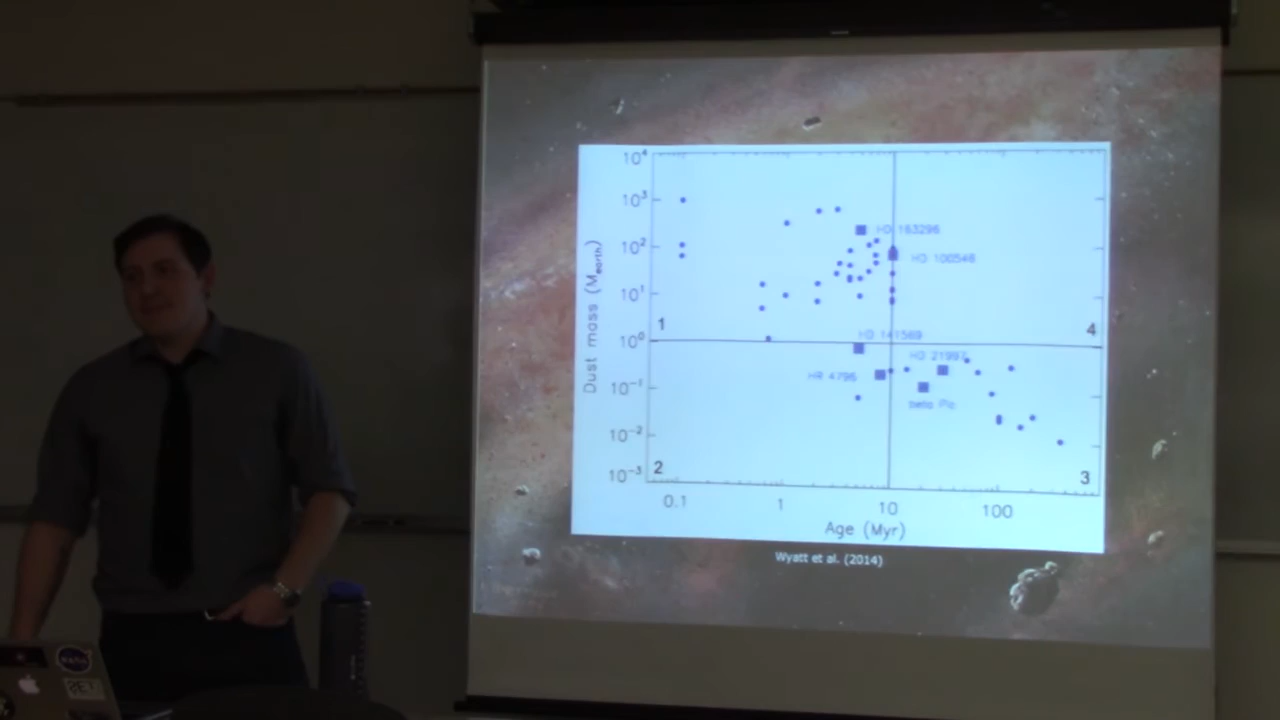 10⁴
10³
HD 163296
10²
HD 100546
10¹
Dust mass (Mearth)
1
4
10⁰
HD 141569
HD 21997
HR 4796
10⁻¹
beta Pic
10⁻²
10⁻³
2
3
0.1
1
10
100
Age (Myr)
Wyatt et al. (2014)
NASA